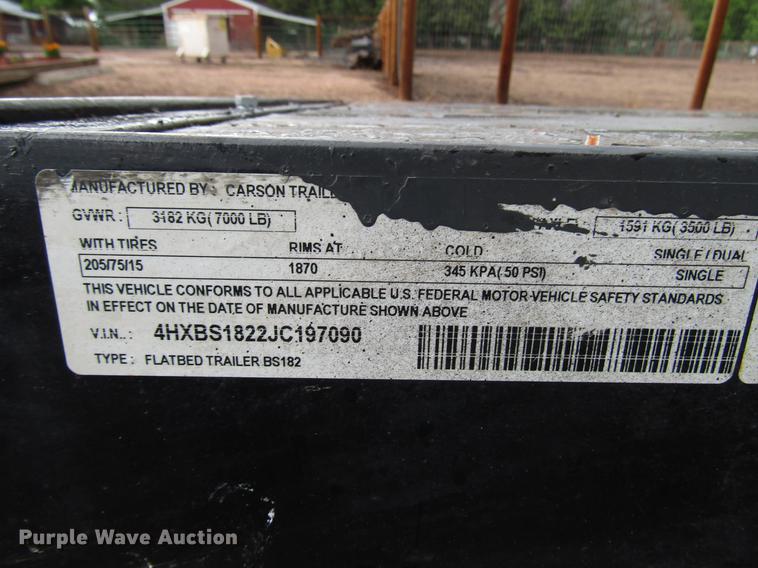 MANUFACTURED BY: CARSON
GVWR: 3182 KG(7000 LB) 1591 KG(3500 LB)
WITH TIRES RIMS AT COLD SINGLE/DUAL
205/75/15 1870 345 KPA(50 PSI) SINGLE
THIS VEHICLE CONFORMS TO ALL APPLICABLE U.S. FEDERAL MOTOR VEHICLE SAFETY STANDARDS
IN EFFECT ON THE DATE OF MANUFACTURE SHOWN ABOVE
V.I.N..: 4HXBS1822JC197090
TYPE: FLATBED TRAILER BS182
Purple Wave Auction